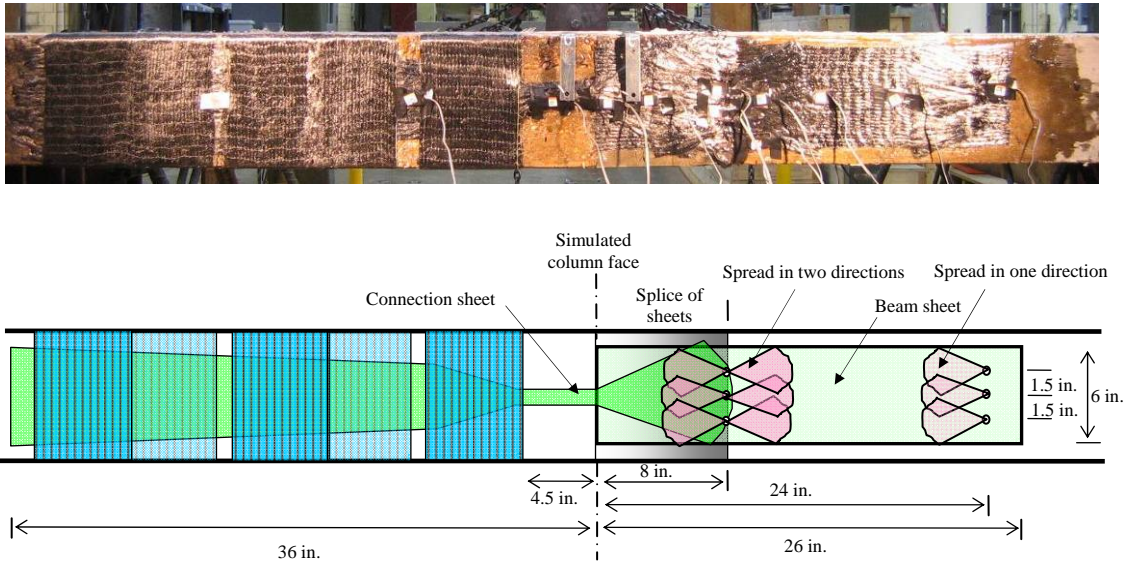 Simulated
column face
Connection sheet
Splice of
sheets
Spread in two directions
Spread in one direction
Beam sheet
1.5 in.
1.5 in.
6 in.
4.5 in.
8 in.
24 in.
36 in.
26 in.